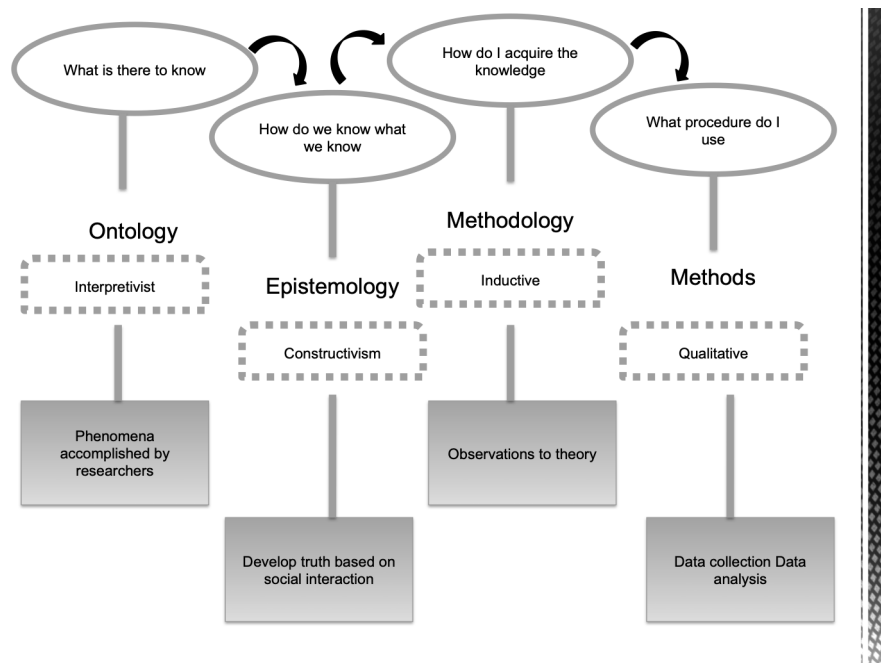 What is there to know
How do we know what
we know
How do I acquire the
knowledge
What procedure do I
use
Ontology
Interpretivist
Phenomena
accomplished by
researchers
Epistemology
Constructivism
Develop truth based on
social interaction
Methodology
Inductive
Observations to theory
Methods
Qualitative
Data collection Data
analysis